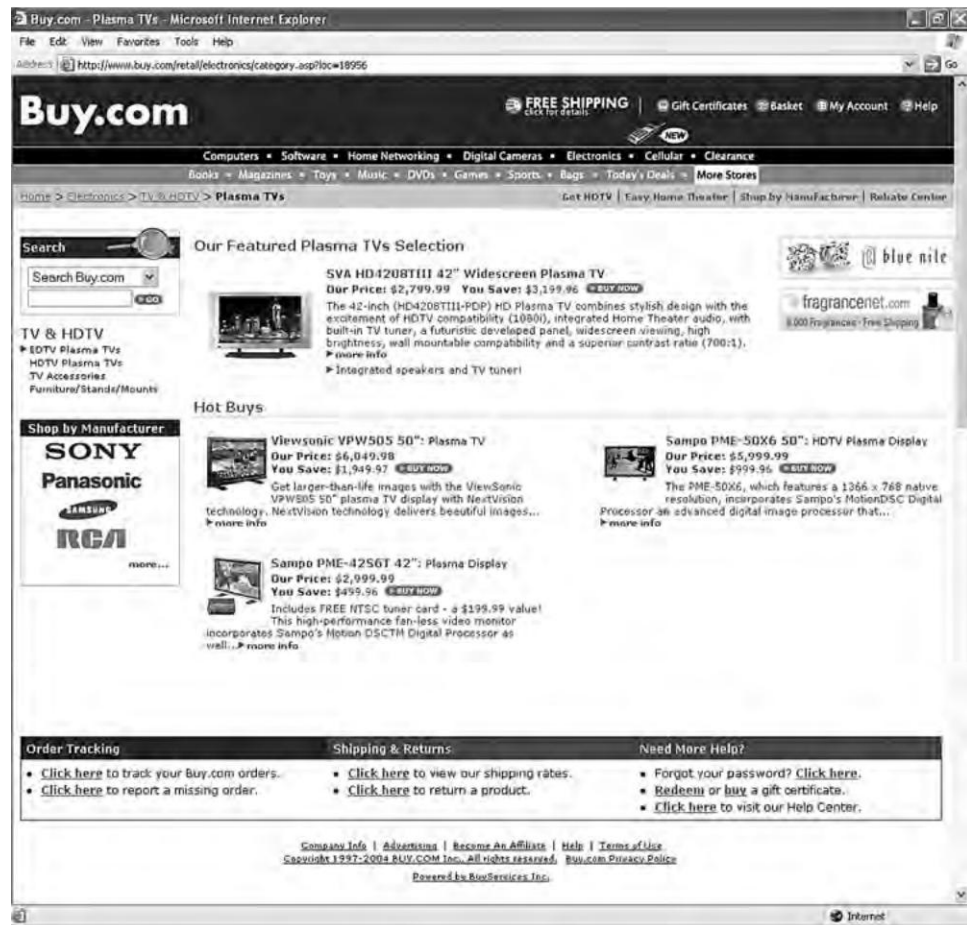 Buy.com - Plasma TVs - Microsoft Internet Explorer
File Edit View Favorites Tools Help
Address http://www.buy.com/retail/electronics/category.asp?loc=18956 Go
Buy.com
FREE SHIPPING
click for details
Gift Certificates Basket My Account Help
NEW
Computers • Software • Home Networking • Digital Cameras • Electronics • Cellular • Clearance
Books • Magazines • Toys • Music • DVDs • Games • Sports • Bags • Today's Deals • More Stores
Home > Electronics > TV & HDTV > Plasma TVs
Got HDTV | Easy Home Theater | Shop by Manufacturer | Rebate Center
Search
Search Buy.com
GO
TV & HDTV
EDTV Plasma TVs
HDTV Plasma TVs
TV Accessories
Furniture/Stands/Mounts
Shop by Manufacturer
SONY
Panasonic
SAMSUNG
RCA
more...
Our Featured Plasma TVs Selection
SVA HD4208TIII 42" Widescreen Plasma TV
Our Price: $2,799.99 You Save: $3,199.96 BUY NOW
The 42-inch (HD4208TIII-PDP) HD Plasma TV combines stylish design with the
excitement of HDTV compatibility (1080i), integrated Home Theater audio, with
built-in TV tuner, a futuristic developed panel, widescreen viewing, high
brightness, wall mountable compatibility and a superior contrast ratio (700:1).
more info
Integrated speakers and TV tuner!
blue nile
fragrancenet.com
8,000 Fragrances - Free Shipping
Hot Buys
Viewsonic VPW505 50": Plasma TV
Our Price: $6,049.98
You Save: $1,949.97 BUY NOW
Get larger-than-life images with the ViewSonic
VPW505 50" plasma TV display with NextVision
technology. NextVision technology delivers beautiful images...
more info
Sampo PME-50X6 50": HDTV Plasma Display
Our Price: $5,999.99
You Save: $999.96 BUY NOW
The PME-50X6, which features a 1366 x 768 native
resolution, incorporates Sampo's MotionDSC Digital
Processor an advanced digital image processor that...
more info
Sampo PME-42S6T 42": Plasma Display
Our Price: $2,999.99
You Save: $499.96 BUY NOW
Includes FREE NTSC tuner card - a $199.99 value!
This high-performance fan-less video monitor
incorporates Sampo's Motion DSCTM Digital Processor as
well... more info
Order Tracking
• Click here to track your Buy.com orders.
• Click here to report a missing order.
Shipping & Returns
• Click here to view our shipping rates.
• Click here to return a product.
Need More Help?
• Forgot your password? Click here.
• Redeem or buy a gift certificate.
• Click here to visit our Help Center.
Company Info | Advertising | Become An Affiliate | Help | Terms of Use
Copyright 1997-2004 BUY.COM Inc. All rights reserved. Buy.com Privacy Policy
Powered by BuyServices Inc.
Internet